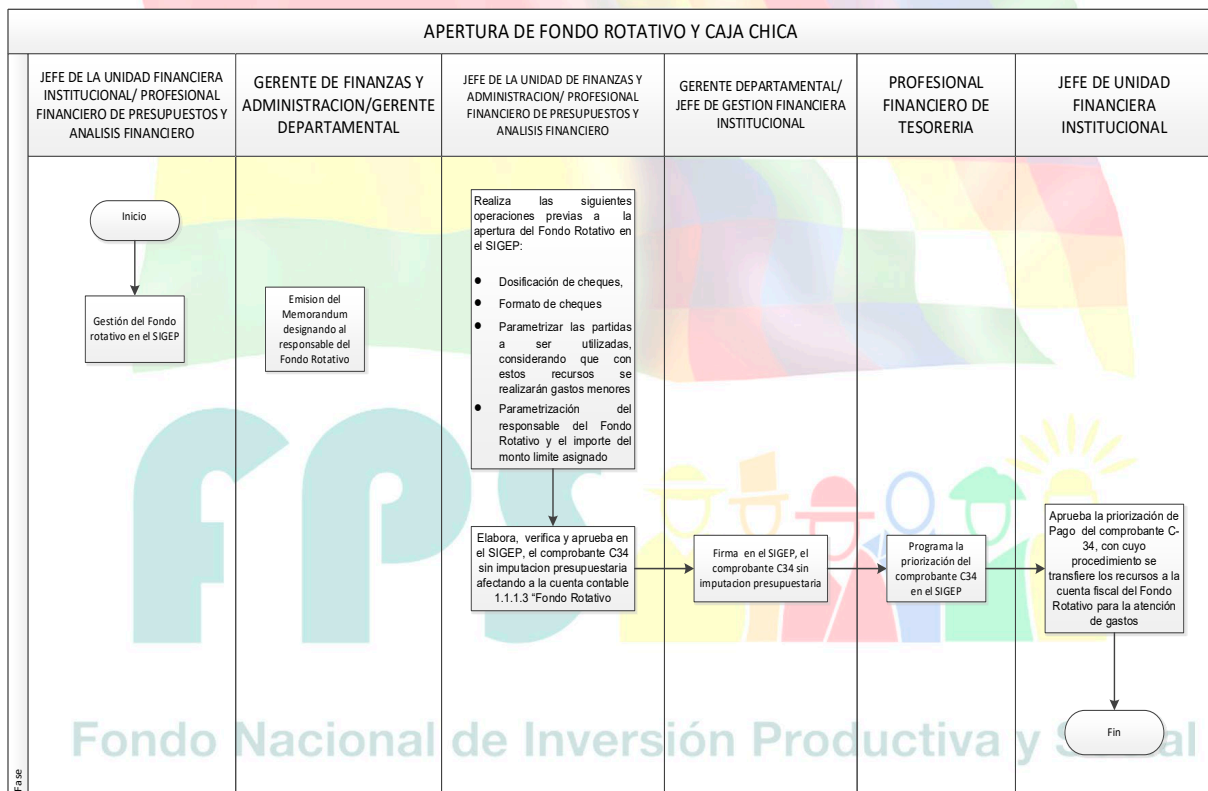 APERTURA DE FONDO ROTATIVO Y CAJA CHICA
JEFE DE LA UNIDAD FINANCIERA
INSTITUCIONAL/ PROFESIONAL
FINANCIERO DE PRESUPUESTOS Y
ANALISIS FINANCIERO
GERENTE DE FINANZAS Y
ADMINISTRACION/GERENTE
DEPARTAMENTAL
JEFE DE LA UNIDAD DE FINANZAS Y
ADMINISTRACION/ PROFESIONAL
FINANCIERO DE PRESUPUESTOS Y
ANALISIS FINANCIERO
GERENTE DEPARTAMENTAL/
JEFE DE GESTION FINANCIERA
INSTITUCIONAL
PROFESIONAL
FINANCIERO DE
TESORERIA
JEFE DE UNIDAD
FINANCIERA
INSTITUCIONAL
Inicio
Gestión del Fondo
rotativo en el SIGEP
Emision del
Memorandum
designando al
responsable del
Fondo Rotativo
Realiza las siguientes
operaciones previas a la
apertura del Fondo Rotativo en
el SIGEP:
● Dosificación de cheques,
● Formato de cheques
● Parametrizar las partidas
a ser utilizadas,
considerando que con
estos recursos se
realizarán gastos menores
● Parametrización del
responsable del Fondo
Rotativo y el importe del
monto limite asignado
Elabora, verifica y aprueba en
el SIGEP, el comprobante C34
sin imputacion presupuestaria
afectando a la cuenta contable
1.1.1.3 “Fondo Rotativo
Firma en el SIGEP, el
comprobante C34 sin
imputacion presupuestaria
Programa la
priorización del
comprobante C34
en el SIGEP
Aprueba la priorización de
Pago del comprobante C-
34, con cuyo
procedimiento se
transfiere los recursos a la
cuenta fiscal del Fondo
Rotativo para la atención
de gastos
Fin
fps
Fondo Nacional de Inversión Productiva y Social
Fase